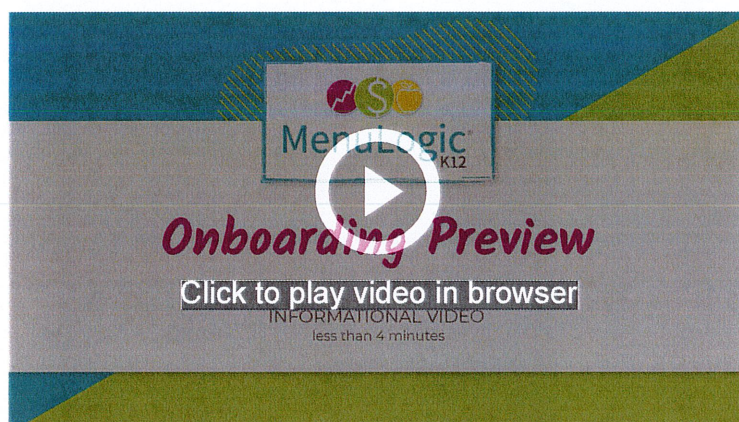 MenuLogic®
K12
Onboarding Preview
Click to play video in browser
INFORMATIONAL VIDEO
less than 4 minutes